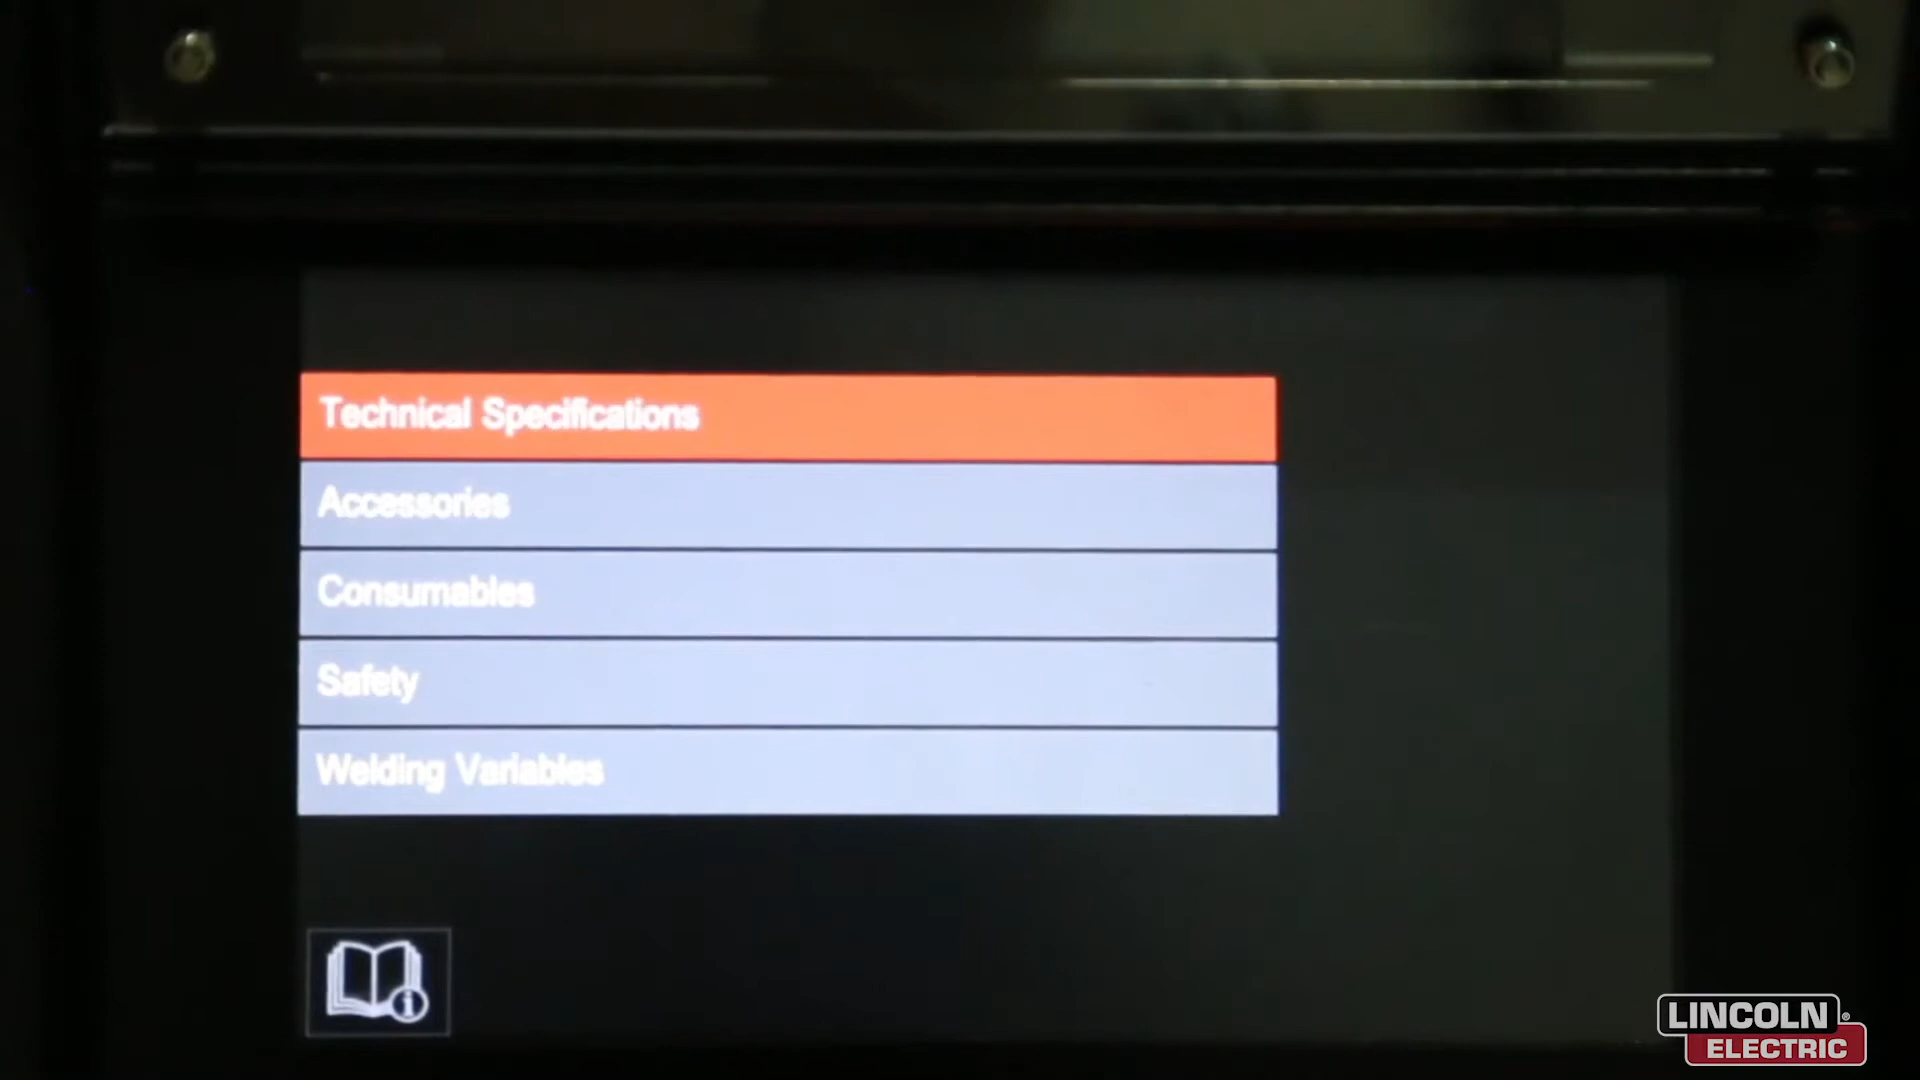 Technical Specifications
Accessories
Consumables
Safety
Welding Variables
i
LINCOLN ®
ELECTRIC